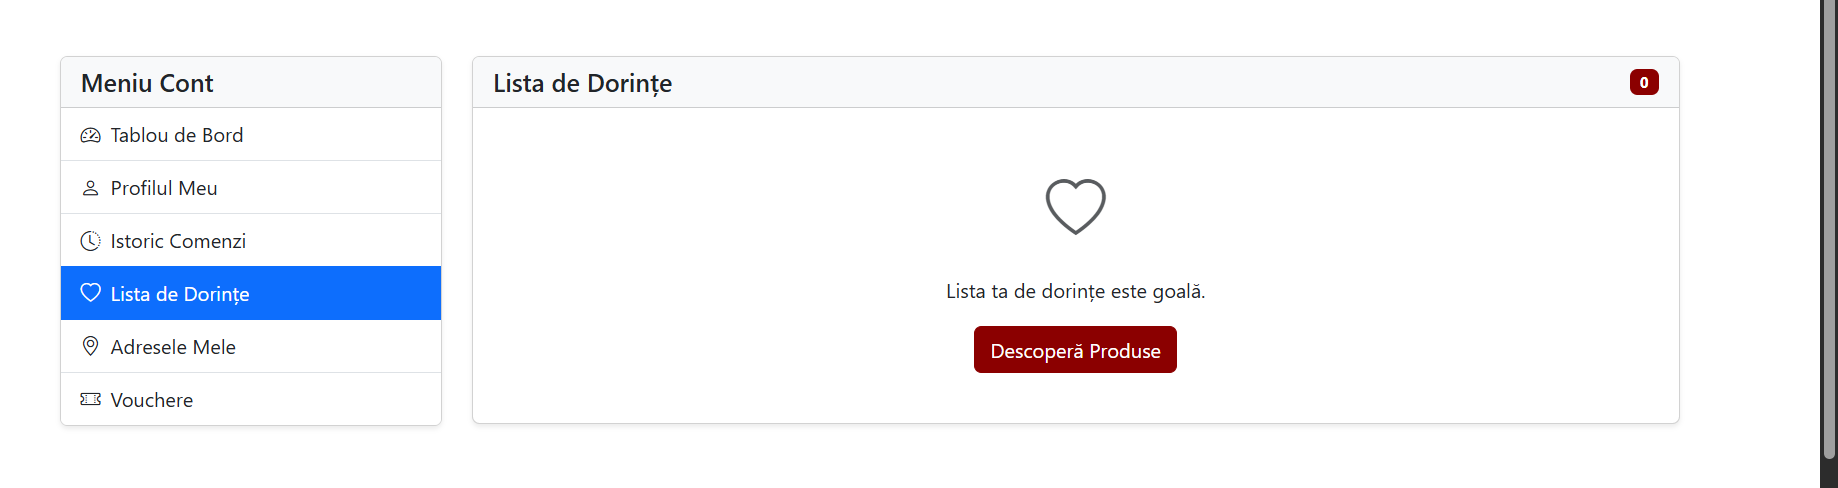 Meniu Cont
Tablou de Bord
Profilul Meu
Istoric Comenzi
Lista de Dorințe
Adresele Mele
Vouchere
Lista de Dorințe
0
Lista ta de dorințe este goală.
Descoperă Produse